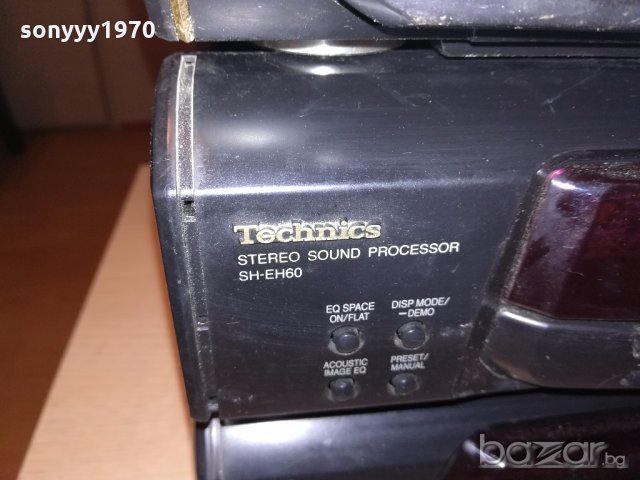 sonyyy1970
Technics
STEREO SOUND PROCESSOR
SH-EH60
EQ SPACE
ON/FLAT
DISP MODE/
–DEMO
ACOUSTIC
IMAGE EQ
PRESET/
MANUAL
bazar.bg